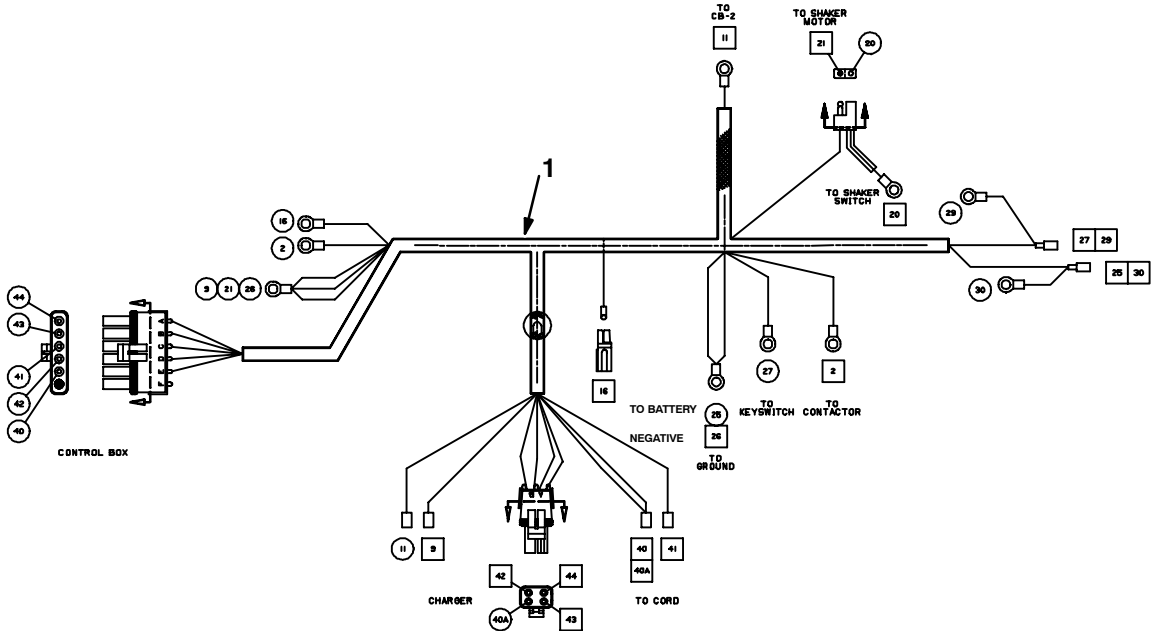 TO
CB-2
11
TO SHAKER
MOTOR
21
20
1
TO SHAKER
SWITCH
20
29
27 29
25 30
30
16
2
9 21 26
44
43
41
42
40
A
B
C
D
E
F
CONTROL BOX
16
TO BATTERY
NEGATIVE
25
26
TO
GROUND
27
TO
KEYSWITCH
2
TO
CONTACTOR
11
9
40
40A
41
42
44
CHARGER
40A
43
TO CORD